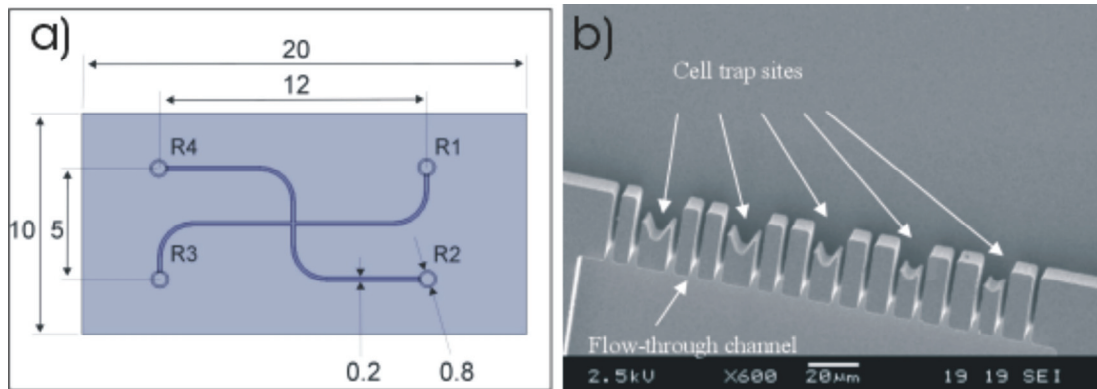 a)
20
12
R4
R1
10
5
R3
R2
0.2
0.8
b)
Cell trap sites
Flow-through channel
2.5kV X600 20µm 19 19 SEI